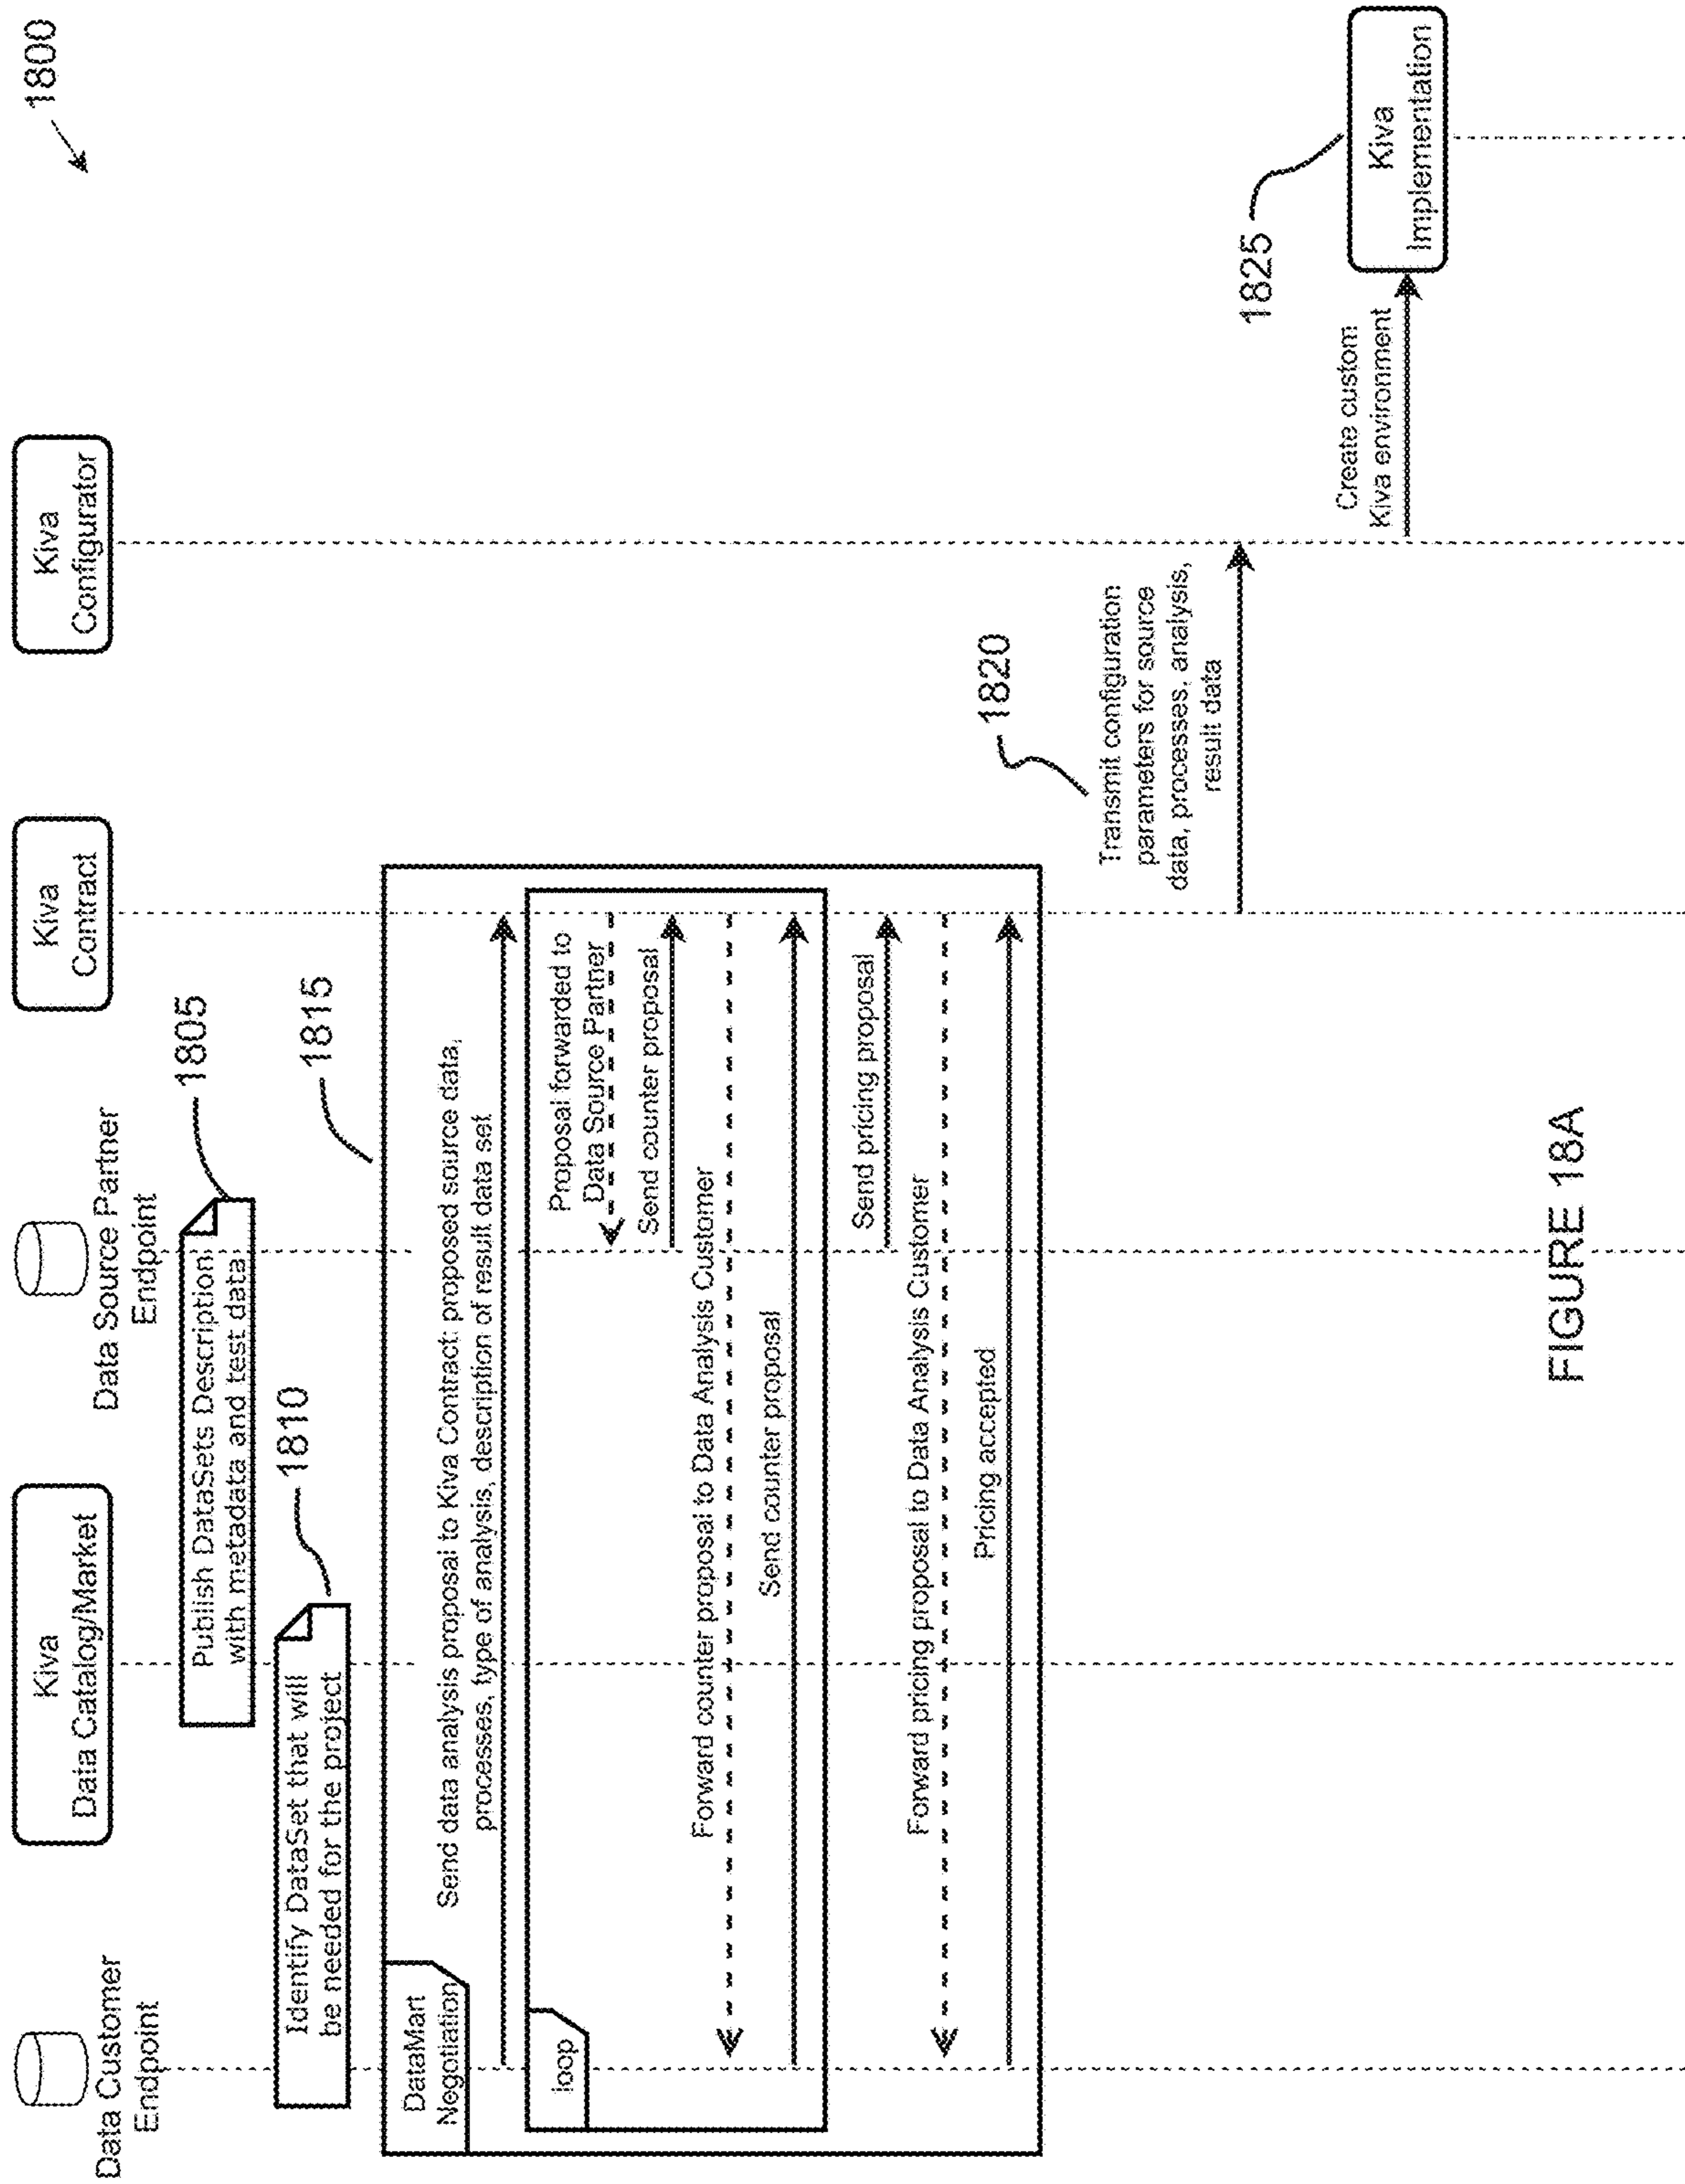 1800
Data Customer
Endpoint
Kiva
Data Catalog/Market
Data Source Partner
Endpoint
Kiva
Contract
Kiva
Configurator
Publish DataSets Description
with metadata and test data
1805
Identify DataSet that will
be needed for the project
1810
1815
DataMart
Negotiation
Send data analysis proposal to Kiva Contract: proposed source data,
processes, type of analysis, description of result data set
loop
Proposal forwarded to
Data Source Partner
Send counter proposal
Forward counter proposal to Data Analysis Customer
Send counter proposal
Send pricing proposal
Forward pricing proposal to Data Analysis Customer
Pricing accepted
1820
Transmit configuration
parameters for source
data, processes, analysis,
result data
Create custom
Kiva environment
1825
Kiva
Implementation
FIGURE 18A